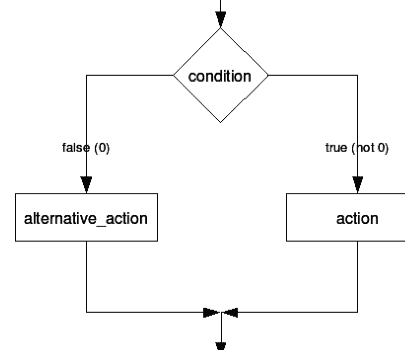 condition
false (0)
true (not 0)
alternative_action
action